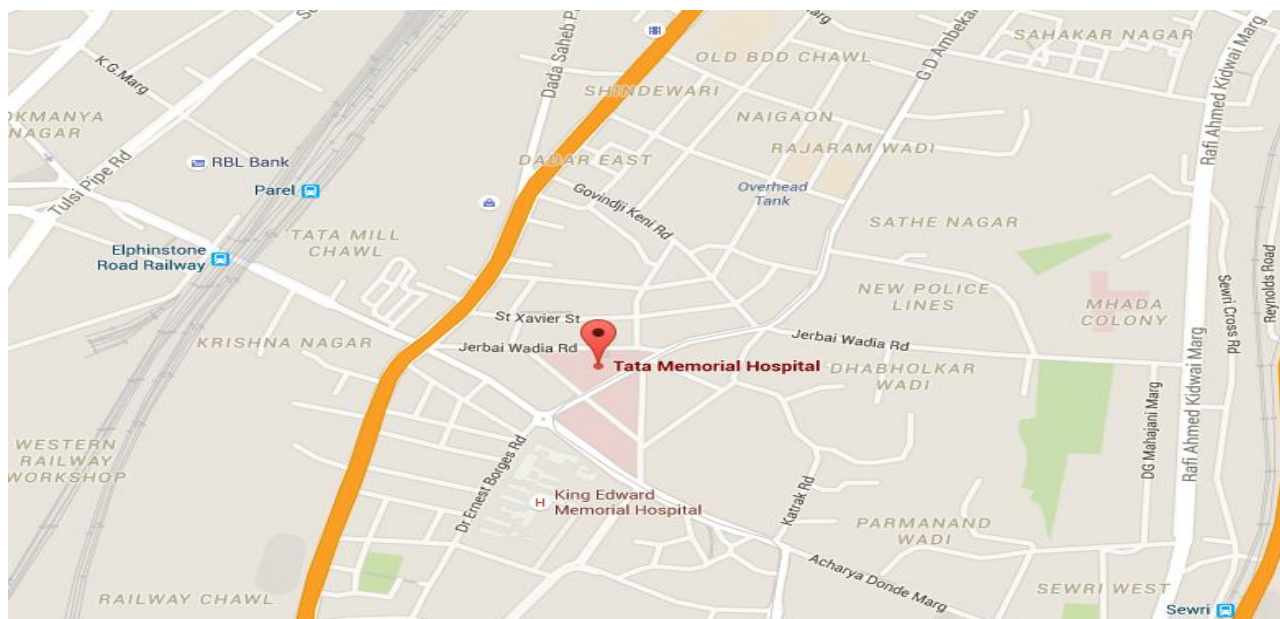 K.G.Marg
Marg
SAHAKAR NAGAR
OLD BDD CHAWL
G D Ambekar
Rafi Ahmed Kidwai Marg
Dada Saheb P
SHINDEWARI
NAIGAON
OKMANYA
NAGAR
RBL Bank
DADAR EAST
RAJARAM WADI
Tulsi Pipe Rd
Parel
Govindji Keni Rd
Overhead
Tank
SATHE NAGAR
TATA MILL
CHAWL
Elphinstone
Road Railway
NEW POLICE
LINES
MHADA
COLONY
Sewri Cross Rd
Reynolds Road
St Xavier St
KRISHNA NAGAR
Jerbai Wadia Rd
Jerbai Wadia Rd
Tata Memorial Hospital
DHABHOLKAR
WADI
DG Mahajani Marg
Rafi Ahmed Kidwai Marg
WESTERN
RAILWAY
WORKSHOP
Dr Ernest Borges Rd
H
King Edward
Memorial Hospital
Katrak Rd
PARMANAND
WADI
Acharya Donde Marg
SEWRI WEST
RAILWAY CHAWL
Sewri